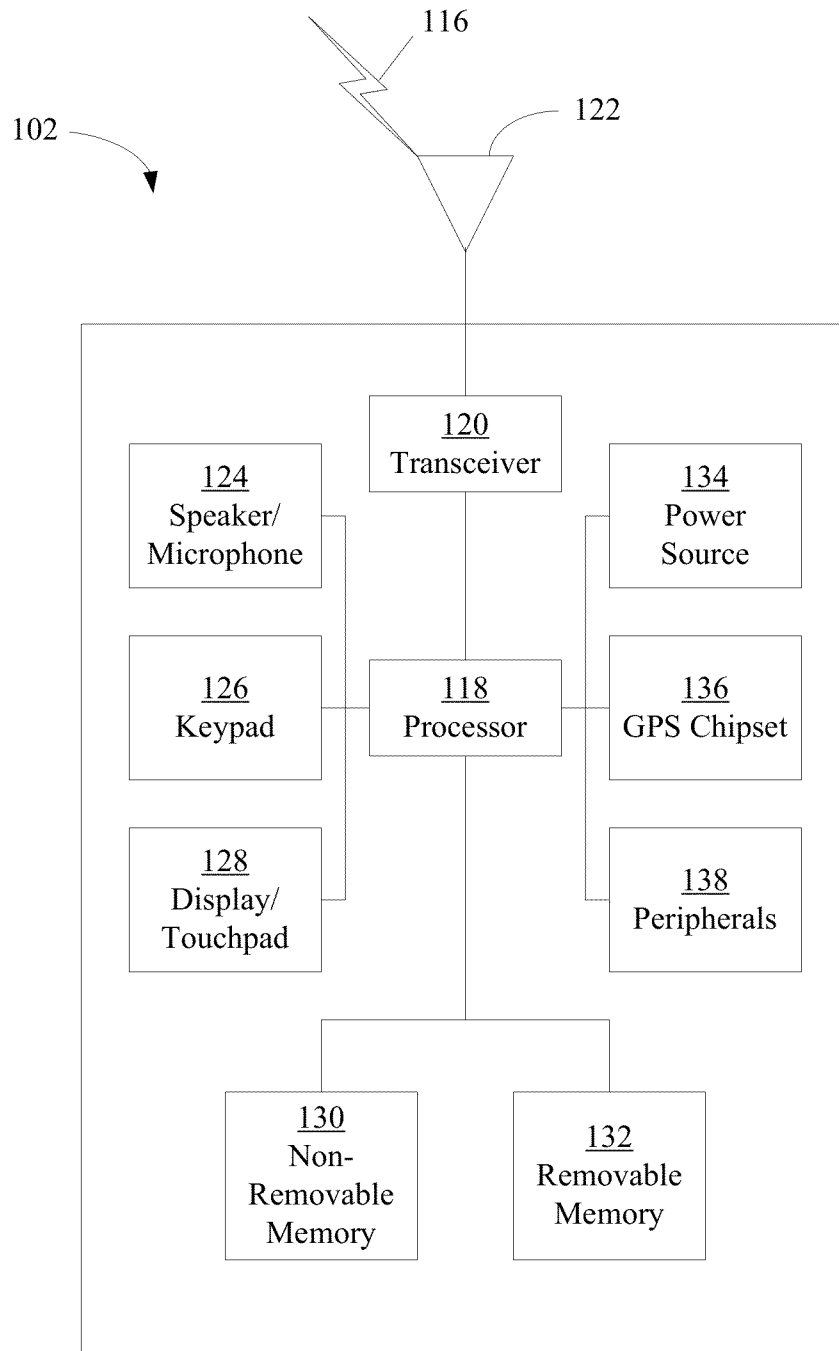 116
122
102
120
Transceiver
124
Speaker/
Microphone
134
Power
Source
126
Keypad
118
Processor
136
GPS Chipset
128
Display/
Touchpad
138
Peripherals
130
Non-
Removable
Memory
132
Removable
Memory